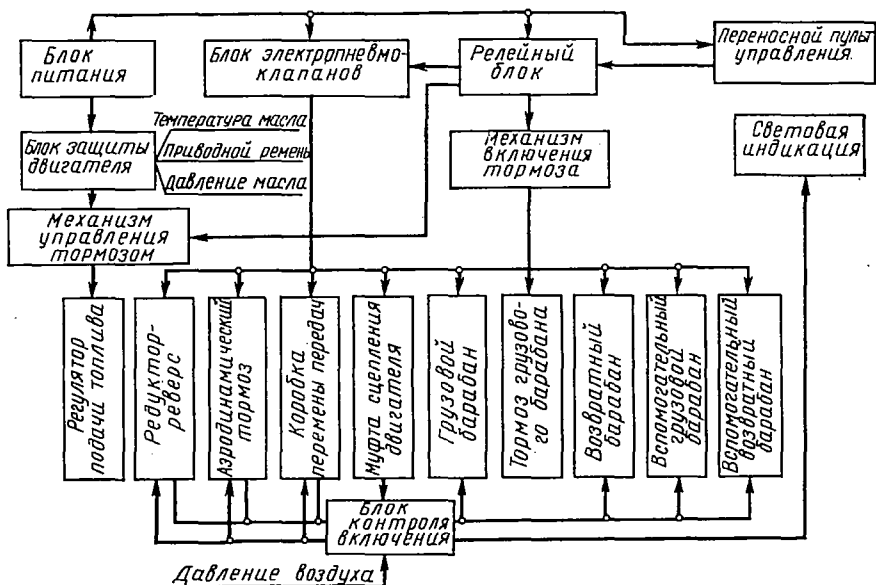 Блок
питания
Блок электропневмо-
клапанов
Релейный
блок
Переносной пульт
управления
Блок защиты
двигателя
Температура масла
Приводной ремень
Давление масла
Механизм
включения
тормоза
Световая
индикация
Механизм
управления
тормозом
Регулятор
подачи топлива
Редуктор-
реверс
Аэродинамический
тормоз
Коробка
перемены передач
Муфта сцепления
двигателя
Грузовой
барабан
Тормоз грузово-
го барабана
Возвратный
барабан
Вспомогательный
грузовой
барабан
Вспомогательный
возвратный
барабан
Блок
контроля
включения
Давление воздуха